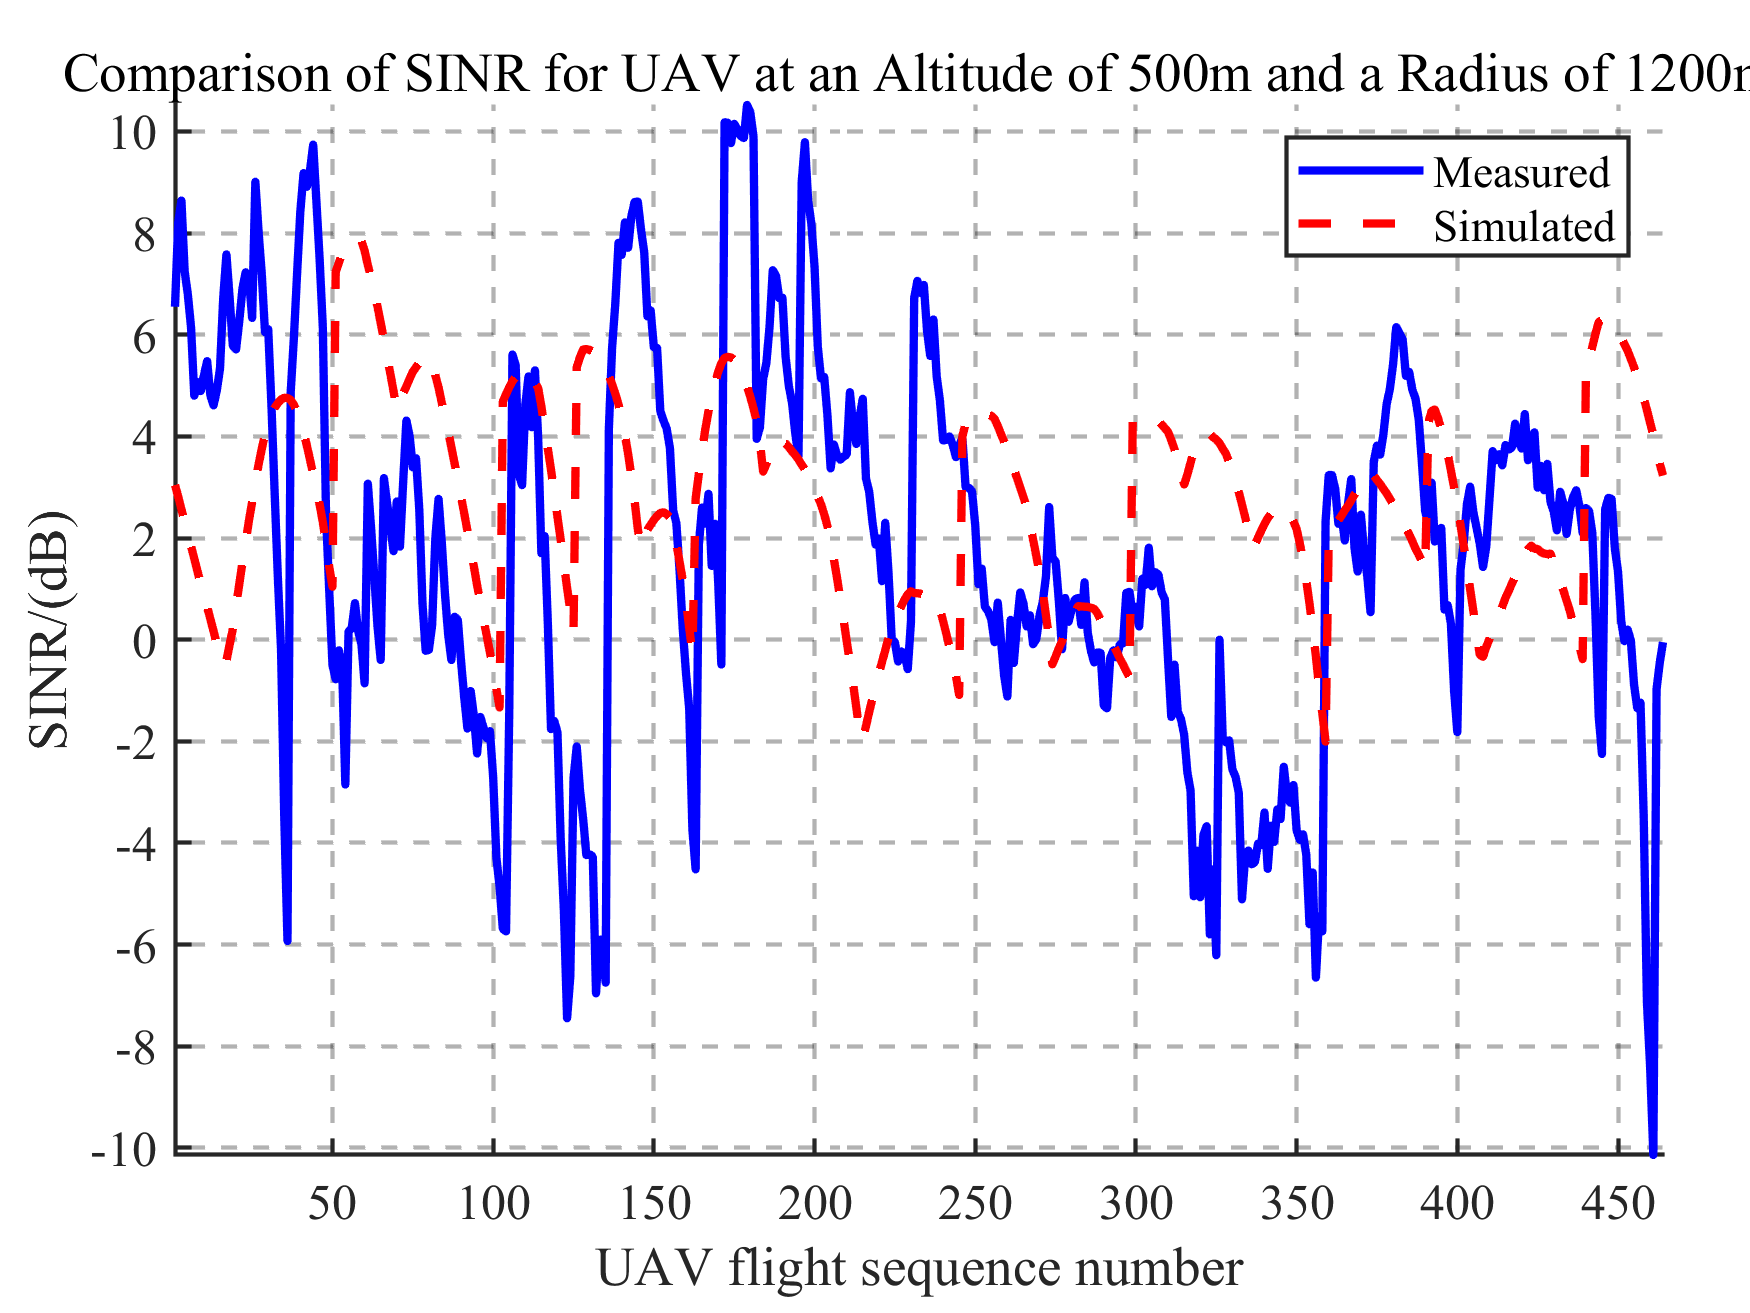 Comparison of SINR for UAV at an Altitude of 500m and a Radius of 1200m
10
8
6
4
2
0
-2
-4
-6
-8
-10
SINR/(dB)
Measured
Simulated
50 100 150 200 250 300 350 400 450
UAV flight sequence number